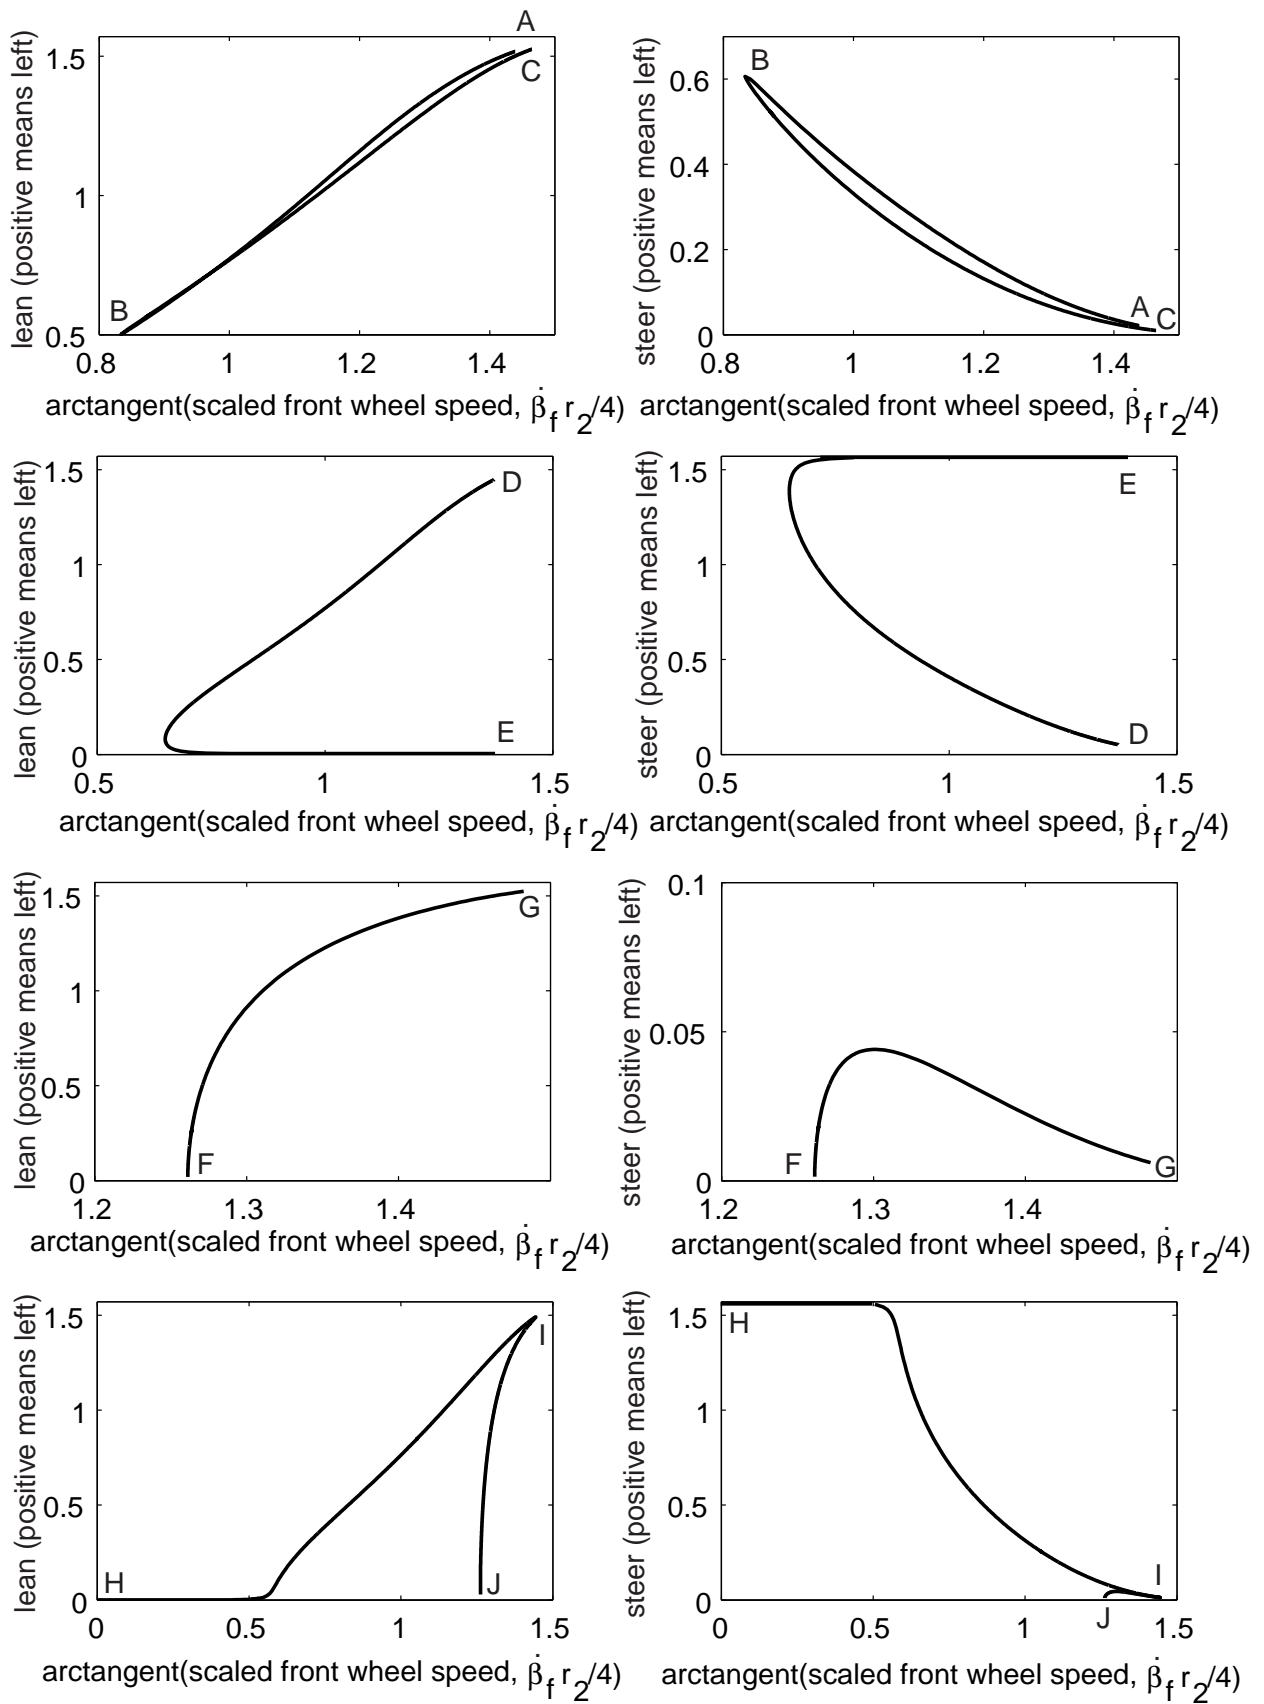 lean (positive means left)
1.5
1
0.5
A
C
B
0.8 1 1.2 1.4
arctangent(scaled front wheel speed, β̇f r2/4)
steer (positive means left)
0.6
0.4
0.2
0
B
A
C
0.8 1 1.2 1.4
arctangent(scaled front wheel speed, β̇f r2/4)
lean (positive means left)
1.5
1
0.5
0
D
E
0.5 1 1.5
arctangent(scaled front wheel speed, β̇f r2/4)
steer (positive means left)
1.5
1
0.5
0
E
D
0.5 1 1.5
arctangent(scaled front wheel speed, β̇f r2/4)
lean (positive means left)
1.5
1
0.5
0
G
F
1.2 1.3 1.4
arctangent(scaled front wheel speed, β̇f r2/4)
steer (positive means left)
0.1
0.05
0
F
G
1.2 1.3 1.4
arctangent(scaled front wheel speed, β̇f r2/4)
lean (positive means left)
1.5
1
0.5
0
I
H
J
0 0.5 1 1.5
arctangent(scaled front wheel speed, β̇f r2/4)
steer (positive means left)
1.5
1
0.5
0
H
I
J
0 0.5 1 1.5
arctangent(scaled front wheel speed, β̇f r2/4)